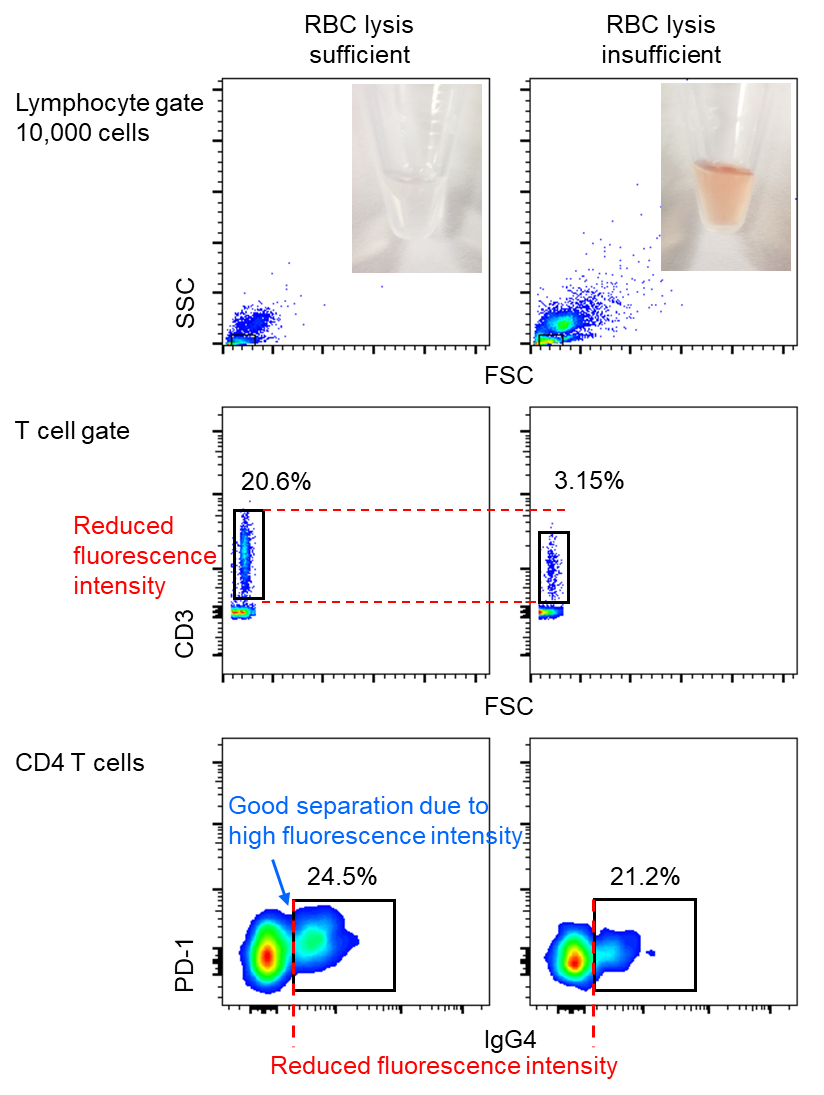 RBC lysis
sufficient
RBC lysis
insufficient
Lymphocyte gate
10,000 cells
SSC
FSC
T cell gate
20.6%
3.15%
Reduced
fluorescence
intensity
CD3
FSC
CD4 T cells
Good separation due to
high fluorescence intensity
24.5%
21.2%
PD-1
IgG4
Reduced fluorescence intensity